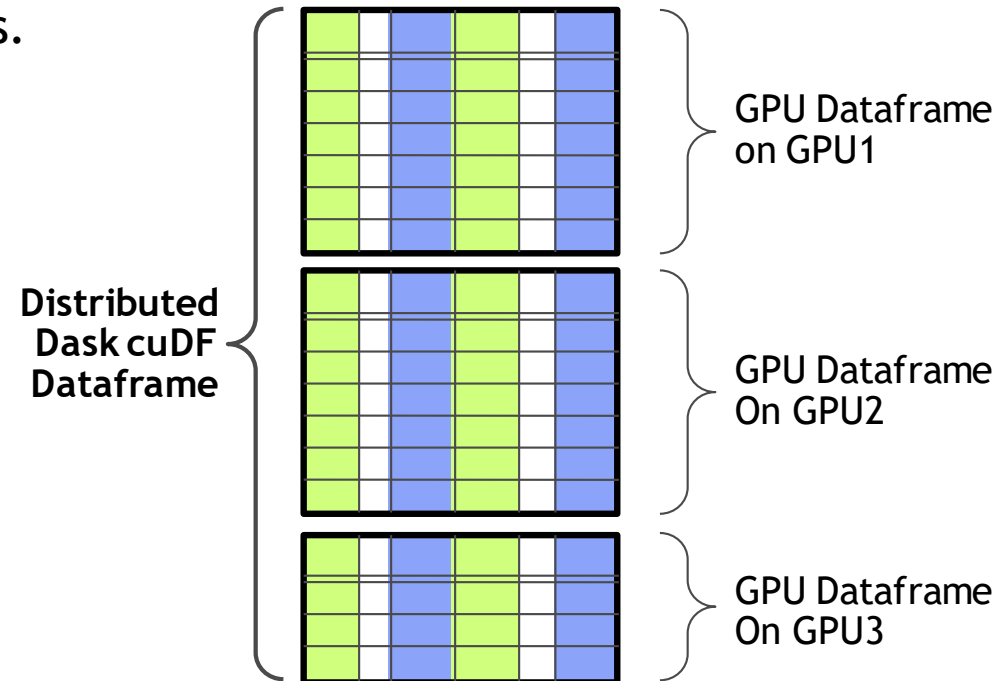 s.
GPU Dataframe
on GPU1
Distributed
Dask cuDF
Dataframe
GPU Dataframe
On GPU2
GPU Dataframe
On GPU3